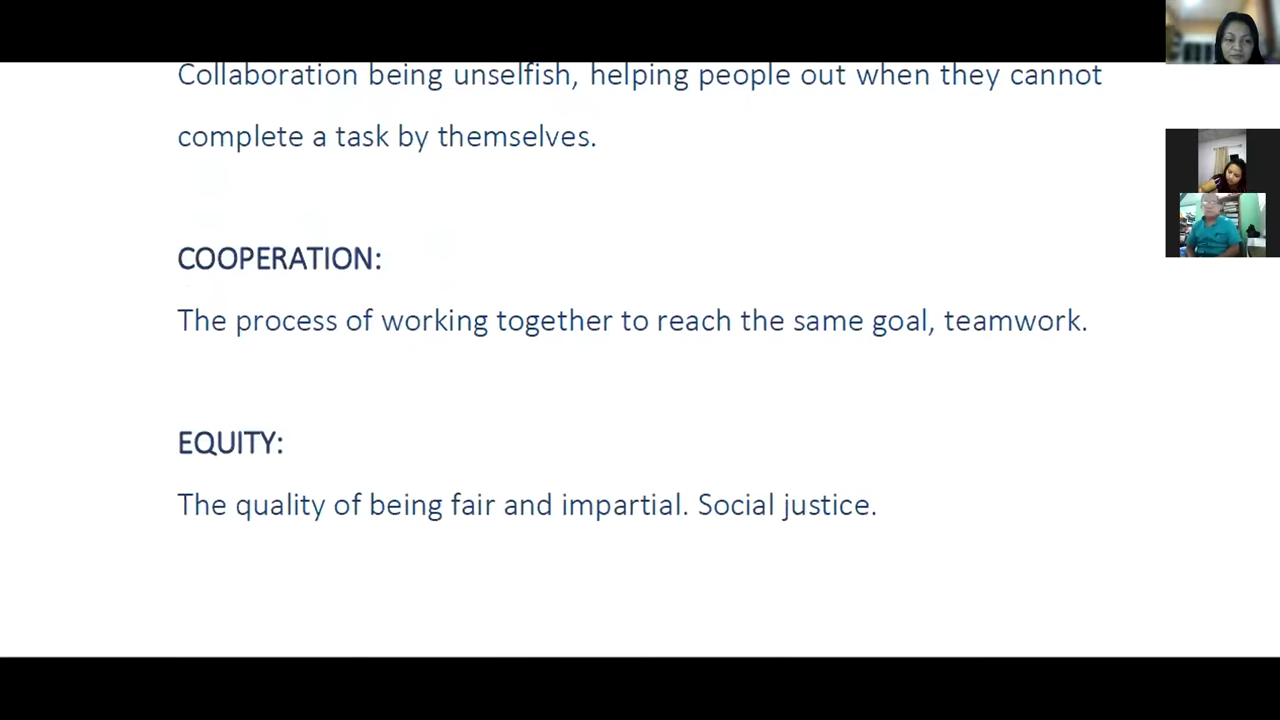 Collaboration being unselfish, helping people out when they cannot
complete a task by themselves.
COOPERATION:
The process of working together to reach the same goal, teamwork.
EQUITY:
The quality of being fair and impartial. Social justice.